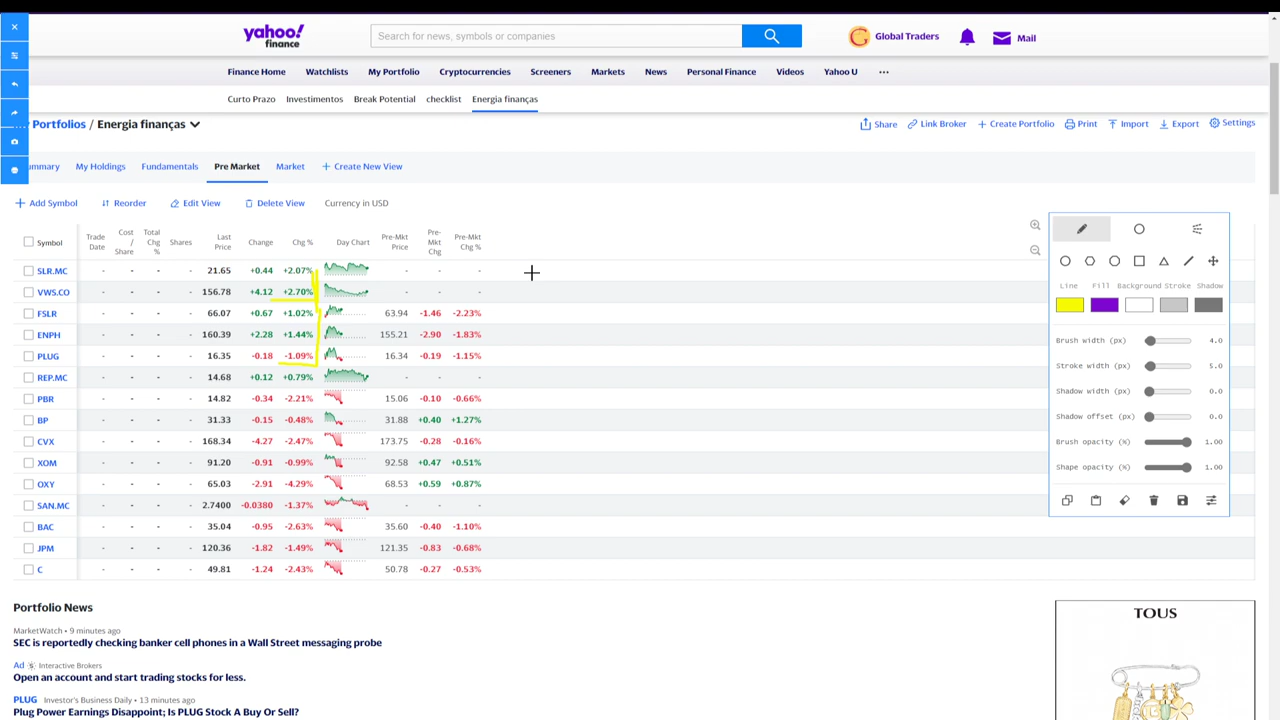 yahoo!
finance
Search for news, symbols or companies
Global Traders
Mail
Finance Home Watchlists My Portfolio Cryptocurrencies Screeners Markets News Personal Finance Videos Yahoo U ...
Curto Prazo Investimentos Break Potential checklist Energia finanças
Portfolios / Energia finanças
Share Link Broker + Create Portfolio Print Import Export Settings
ummary My Holdings Fundamentals Pre Market Market + Create New View
+ Add Symbol Reorder Edit View Delete View Currency in USD
Symbol Trade Date Cost / Share Total Chg % Shares Last Price Change Chg % Day Chart Pre-Mkt Price Pre-Mkt Chg Pre-Mkt Chg %
SLR.MC - - - - 21.65 +0.44 +2.07% - - -
VWS.CO - - - - 156.78 +4.12 +2.70% - - -
FSLR - - - - 66.07 +0.67 +1.02% 63.94 -1.46 -2.23%
ENPH - - - - 160.39 +2.28 +1.44% 155.21 -2.90 -1.83%
PLUG - - - - 16.35 -0.18 -1.09% 16.34 -0.19 -1.15%
REP.MC - - - - 14.68 +0.12 +0.79% - - -
PBR - - - - 14.82 -0.34 -2.21% 15.06 -0.10 -0.66%
BP - - - - 31.33 -0.15 -0.48% 31.88 +0.40 +1.27%
CVX - - - - 168.34 -4.27 -2.47% 173.75 -0.28 -0.16%
XOM - - - - 91.20 -0.91 -0.99% 92.58 +0.47 +0.51%
OXY - - - - 65.03 -2.91 -4.29% 68.53 +0.59 +0.87%
SAN.MC - - - - 2.7400 -0.0380 -1.37% - - -
BAC - - - - 35.04 -0.95 -2.63% 35.60 -0.40 -1.10%
JPM - - - - 120.36 -1.82 -1.49% 121.35 -0.83 -0.68%
C - - - - 49.81 -1.24 -2.43% 50.78 -0.27 -0.53%
Line Fill Background Stroke Shadow
Brush width (px) 4.0
Stroke width (px) 5.0
Shadow width (px) 0.0
Shadow offset (px) 0.0
Brush opacity (%) 1.00
Shape opacity (%) 1.00
Portfolio News
MarketWatch • 9 minutes ago
SEC is reportedly checking banker cell phones in a Wall Street messaging probe
Ad Interactive Brokers
Open an account and start trading stocks for less.
PLUG Investor's Business Daily • 13 minutes ago
Plug Power Earnings Disappoint; Is PLUG Stock A Buy Or Sell?
TOUS